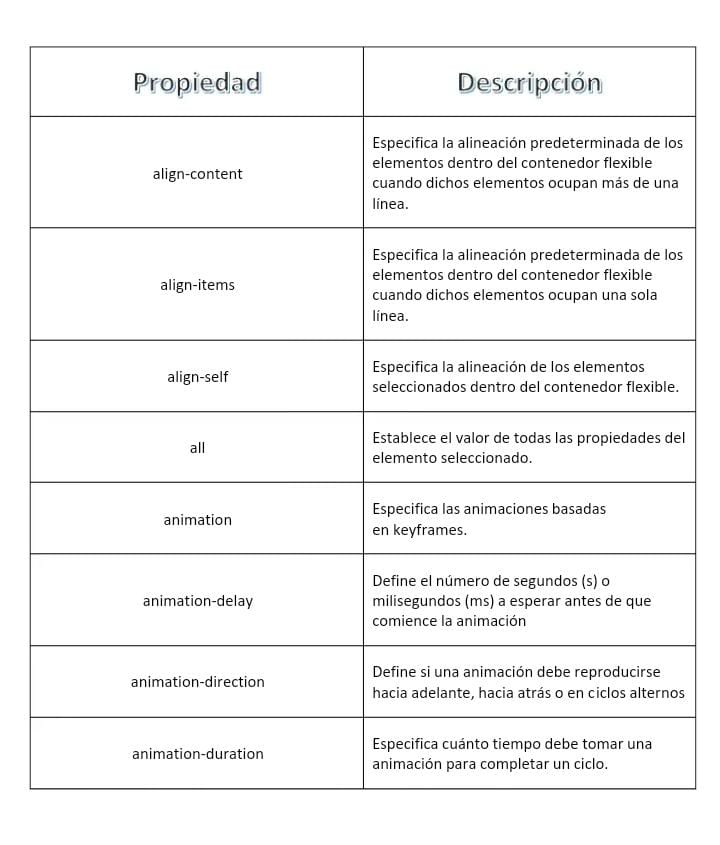 Propiedad
Descripción
align-content
Especifica la alineación predeterminada de los
elementos dentro del contenedor flexible
cuando dichos elementos ocupan más de una
línea.
align-items
Especifica la alineación predeterminada de los
elementos dentro del contenedor flexible
cuando dichos elementos ocupan una sola
línea.
align-self
Especifica la alineación de los elementos
seleccionados dentro del contenedor flexible.
all
Establece el valor de todas las propiedades del
elemento seleccionado.
animation
Especifica las animaciones basadas
en keyframes.
animation-delay
Define el número de segundos (s) o
milisegundos (ms) a esperar antes de que
comience la animación
animation-direction
Define si una animación debe reproducirse
hacia adelante, hacia atrás o en ciclos alternos
animation-duration
Especifica cuánto tiempo debe tomar una
animación para completar un ciclo.